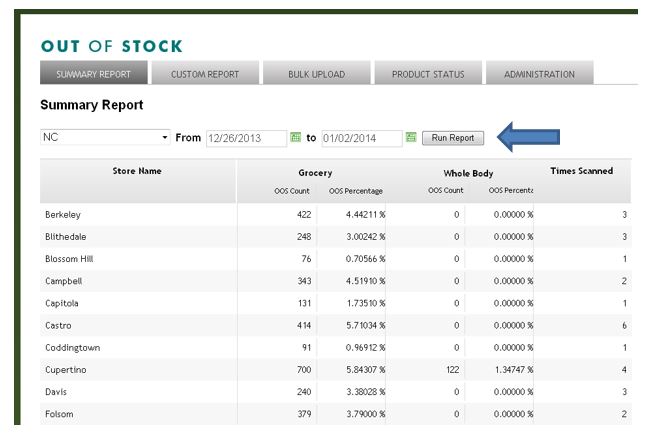 OUT OF STOCK
SUMMARY REPORT CUSTOM REPORT BULK UPLOAD PRODUCT STATUS ADMINISTRATION
Summary Report
NC From 12/26/2013 to 01/02/2014 Run Report
Store Name Grocery Whole Body Times Scanned
OOS Count OOS Percentage OOS Count OOS Percenta
Berkeley 422 4.44211 % 0 0.00000 % 3
Blithedale 248 3.00242 % 0 0.00000 % 3
Blossom Hill 76 0.70566 % 0 0.00000 % 1
Campbell 343 4.51910 % 0 0.00000 % 2
Capitola 131 1.73510 % 0 0.00000 % 1
Castro 414 5.71034 % 0 0.00000 % 6
Coddingtown 91 0.96912 % 0 0.00000 % 1
Cupertino 700 5.84307 % 122 1.34747 % 4
Davis 240 3.38028 % 0 0.00000 % 3
Folsom 379 3.79000 % 0 0.00000 % 2